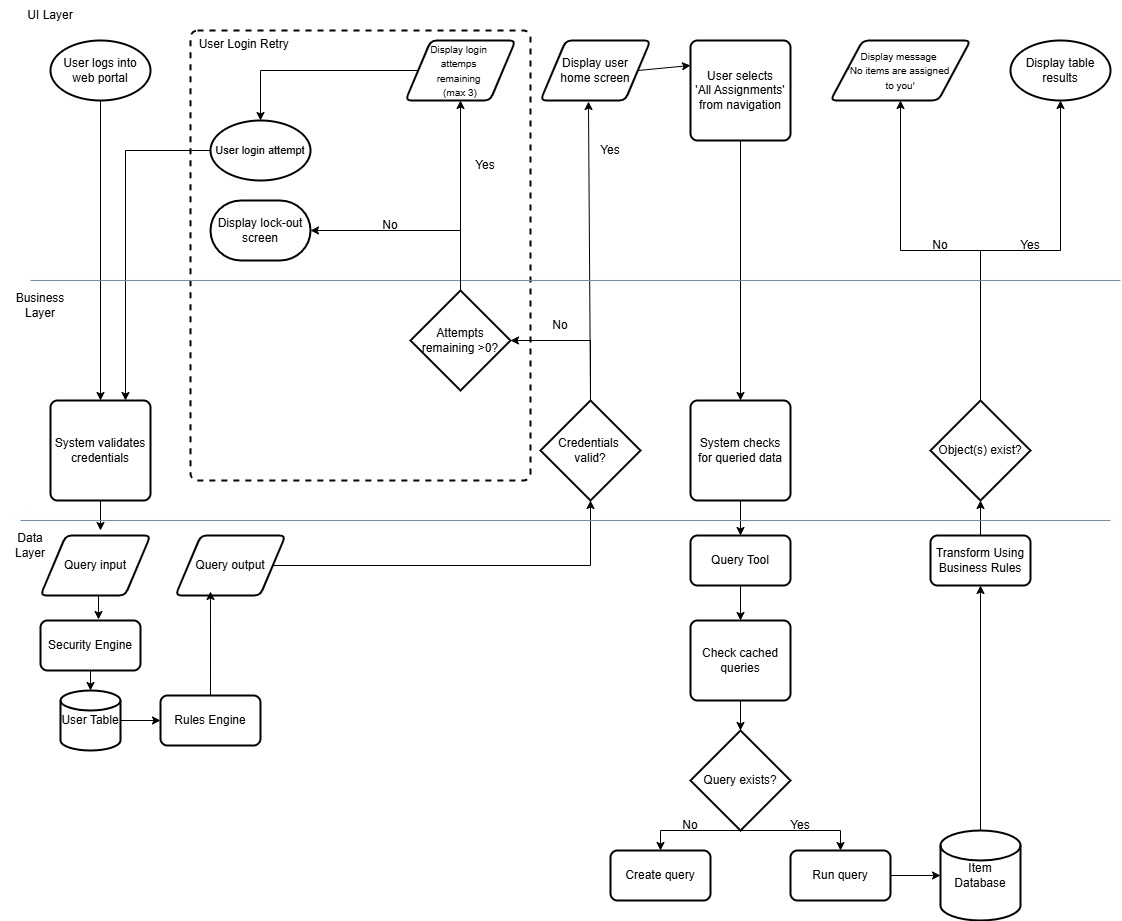 UI Layer
User logs into
web portal
User Login Retry
Display login
attemps
remaining
(max 3)
Display user
home screen
User selects
'All Assignments'
from navigation
Display message
'No items are assigned
to you'
Display table
results
User login attempt
Yes
Yes
Display lock-out
screen
No
No
Yes
Business
Layer
Attempts
remaining >0?
No
System validates
credentials
Credentials
valid?
System checks
for queried data
Object(s) exist?
Data
Layer
Query input
Query output
Query Tool
Transform Using
Business Rules
Security Engine
Check cached
queries
User Table
Rules Engine
Query exists?
No
Yes
Create query
Run query
Item
Database